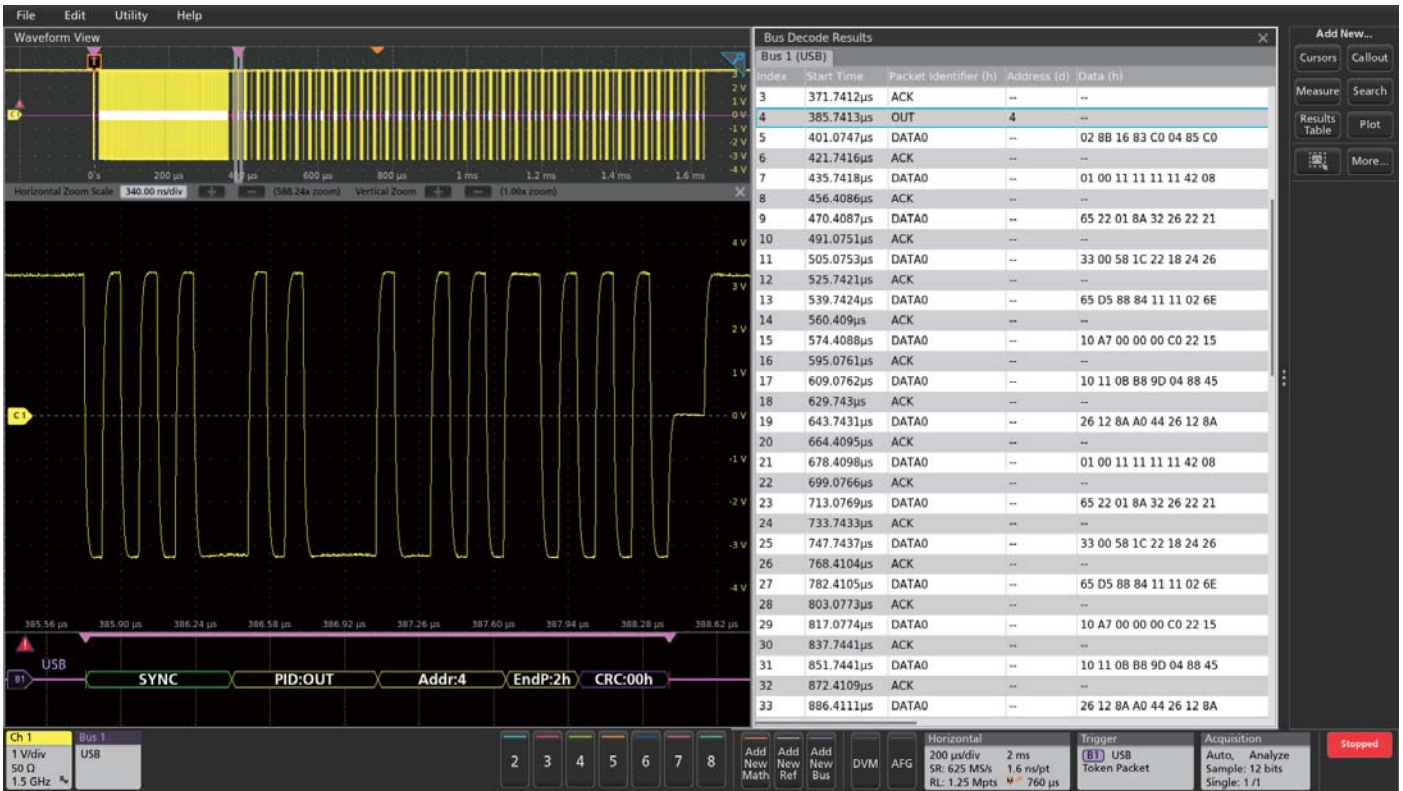 File Edit Utility Help
Waveform View
T
3 V
2 V
1 V
0 V
-1 V
-2 V
-3 V
-4 V
C1
0 s 200 µs 400 µs 600 µs 800 µs 1 ms 1.2 ms 1.4 ms 1.6 ms
Horizontal Zoom Scale 340.00 ns/div + − (588.24x zoom) Vertical Zoom + − (1.00x zoom) ×
4 V
3 V
2 V
1 V
C1 0 V
-1 V
-2 V
-3 V
-4 V
385.56 µs 385.90 µs 386.24 µs 386.58 µs 386.92 µs 387.26 µs 387.60 µs 387.94 µs 388.28 µs 388.62 µs
USB
B1 SYNC PID:OUT Addr:4 EndP:2h CRC:00h
Bus Decode Results ×
Bus 1 (USB)
Index Start Time Packet Identifier (h) Address (d) Data (h)
3 371.7412µs ACK -- --
4 385.7413µs OUT 4 --
5 401.0747µs DATA0 -- 02 8B 16 83 C0 04 85 C0
6 421.7416µs ACK -- --
7 435.7418µs DATA0 -- 01 00 11 11 11 11 42 08
8 456.4086µs ACK -- --
9 470.4087µs DATA0 -- 65 22 01 8A 32 26 22 21
10 491.0751µs ACK -- --
11 505.0753µs DATA0 -- 33 00 58 1C 22 18 24 26
12 525.7421µs ACK -- --
13 539.7424µs DATA0 -- 65 D5 88 84 11 11 02 6E
14 560.409µs ACK -- --
15 574.4088µs DATA0 -- 10 A7 00 00 00 C0 22 15
16 595.0761µs ACK -- --
17 609.0762µs DATA0 -- 10 11 0B B8 9D 04 88 45
18 629.743µs ACK -- --
19 643.7431µs DATA0 -- 26 12 8A A0 44 26 12 8A
20 664.4095µs ACK -- --
21 678.4098µs DATA0 -- 01 00 11 11 11 11 42 08
22 699.0766µs ACK -- --
23 713.0769µs DATA0 -- 65 22 01 8A 32 26 22 21
24 733.7433µs ACK -- --
25 747.7437µs DATA0 -- 33 00 58 1C 22 18 24 26
26 768.4104µs ACK -- --
27 782.4105µs DATA0 -- 65 D5 88 84 11 11 02 6E
28 803.0773µs ACK -- --
29 817.0774µs DATA0 -- 10 A7 00 00 00 C0 22 15
30 837.7441µs ACK -- --
31 851.7441µs DATA0 -- 10 11 0B B8 9D 04 88 45
32 872.4109µs ACK -- --
33 886.4111µs DATA0 -- 26 12 8A A0 44 26 12 8A
Add New...
Cursors Callout
Measure Search
Results Table Plot
More...
Ch 1
1 V/div
50 Ω
1.5 GHz
Bus 1
USB
2 3 4 5 6 7 8
Add New Math
Add New Ref
Add New Bus
DVM AFG
Horizontal
200 µs/div 2 ms
SR: 625 MS/s 1.6 ns/pt
RL: 1.25 Mpts 760 µs
Trigger
B1 USB
Token Packet
Acquisition
Auto, Analyze
Sample: 12 bits
Single: 1 /1
Stopped